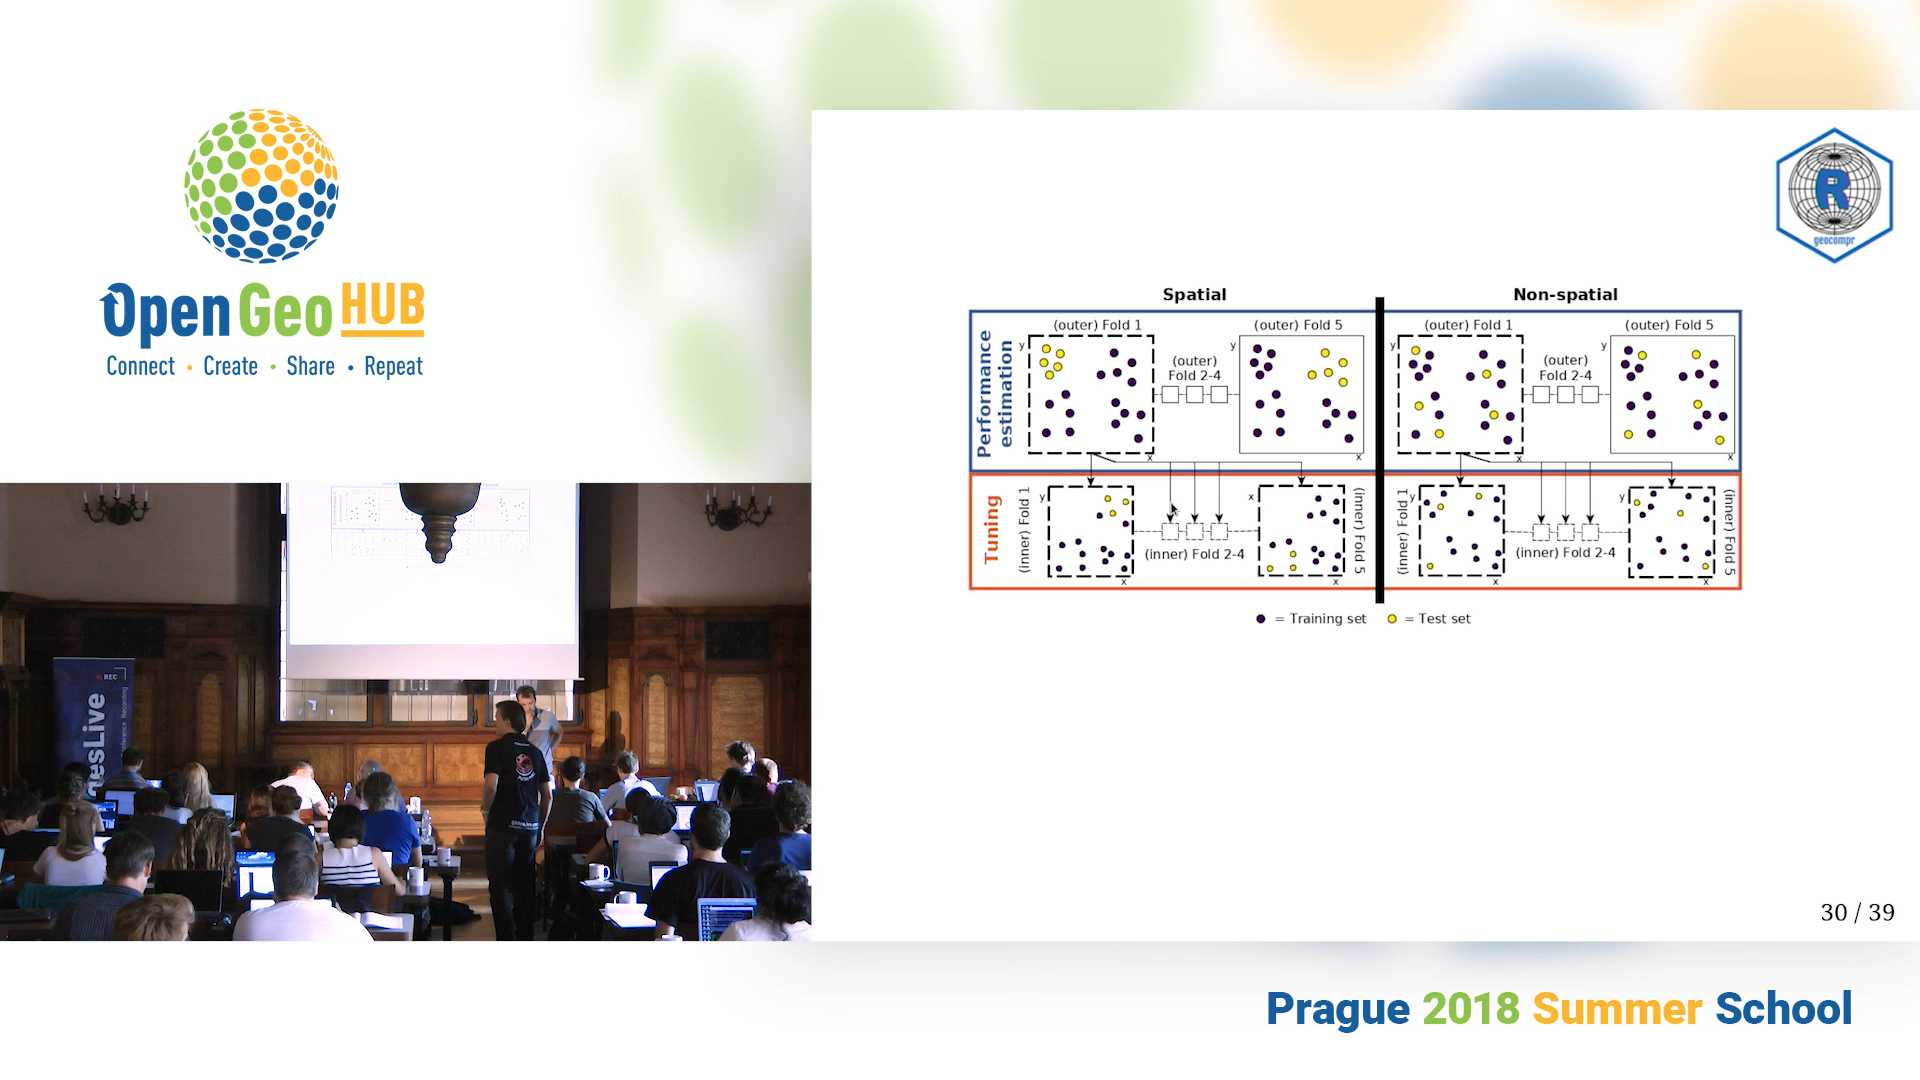 Open Geo HUB
Connect • Create • Share • Repeat
geocompr
Spatial
Non-spatial
Performance
estimation
(outer) Fold 1
(outer)
Fold 2-4
(outer) Fold 5
(outer) Fold 1
(outer)
Fold 2-4
(outer) Fold 5
y
x
y
x
y
x
y
x
Tuning
(inner) Fold 1
(inner) Fold 2-4
(inner) Fold 5
(inner) Fold 1
(inner) Fold 2-4
(inner) Fold 5
y
x
x
x
y
x
y
x
= Training set
= Test set
30 / 39
REC
esLive
Recording
Prague 2018 Summer School